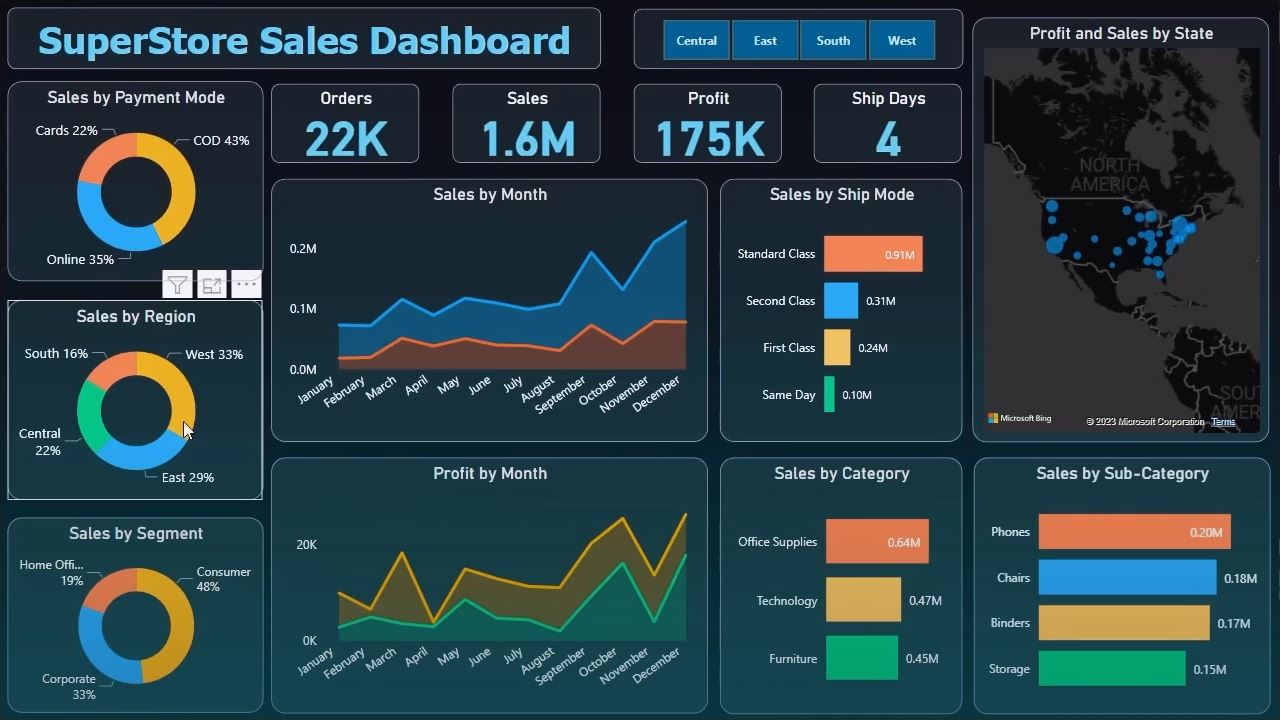 SuperStore Sales Dashboard
Central
East
South
West
Profit and Sales by State
Sales by Payment Mode
Cards 22%
COD 43%
Online 35%
Orders
22K
Sales
1.6M
Profit
175K
Ship Days
4
Sales by Month
0.2M
0.1M
0.0M
January
February
March
April
May
June
July
August
September
October
November
December
Sales by Ship Mode
Standard Class
0.91M
Second Class
0.31M
First Class
0.24M
Same Day
0.10M
NORTH
AMERICA
SOUT
AMER
Microsoft Bing
© 2023 Microsoft Corporation
Terms
Sales by Region
South 16%
West 33%
Central
22%
East 29%
Sales by Segment
Home Offi...
19%
Consumer
48%
Corporate
33%
Profit by Month
20K
0K
January
February
March
April
May
June
July
August
September
October
November
December
Sales by Category
Office Supplies
0.64M
Technology
0.47M
Furniture
0.45M
Sales by Sub-Category
Phones
0.20M
Chairs
0.18M
Binders
0.17M
Storage
0.15M